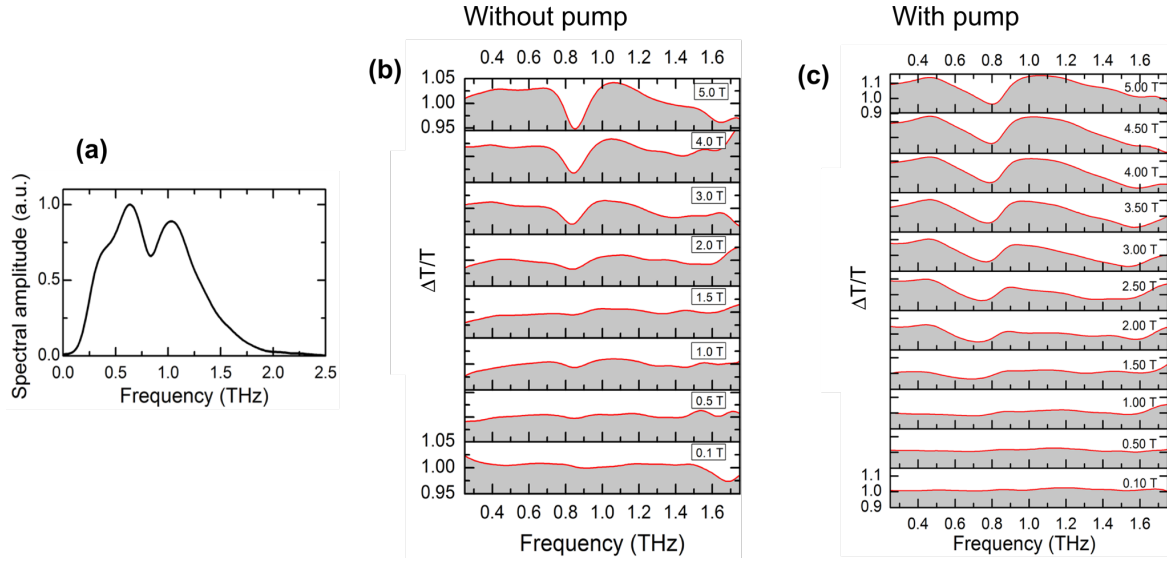 Without pump
With pump
(a)
Spectral amplitude (a.u.)
1.0
0.5
0.0
0.0 0.5 1.0 1.5 2.0 2.5
Frequency (THz)
(b)
0.4 0.6 0.8 1.0 1.2 1.4 1.6
1.05
1.00
0.95
ΔT/T
5.0 T
4.0 T
3.0 T
2.0 T
1.5 T
1.0 T
0.5 T
0.1 T
1.05
1.00
0.95
0.4 0.6 0.8 1.0 1.2 1.4 1.6
Frequency (THz)
(c)
0.4 0.6 0.8 1.0 1.2 1.4 1.6
1.1
1.0
0.9
ΔT/T
5.00 T
4.50 T
4.00 T
3.50 T
3.00 T
2.50 T
2.00 T
1.50 T
1.00 T
0.50 T
0.10 T
1.1
1.0
0.9
0.4 0.6 0.8 1.0 1.2 1.4 1.6
Frequency (THz)